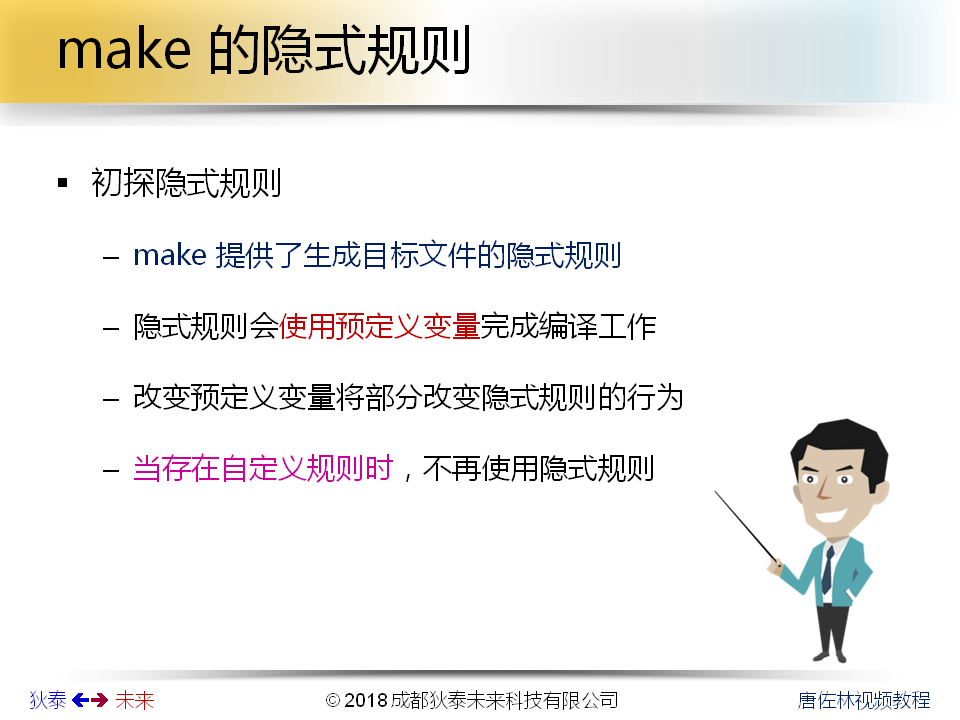 make 的隐式规则
▪ 初探隐式规则
– make 提供了生成目标文件的隐式规则
– 隐式规则会使用预定义变量完成编译工作
– 改变预定义变量将部分改变隐式规则的行为
– 当存在自定义规则时，不再使用隐式规则
狄泰 未来 © 2018 成都狄泰未来科技有限公司 唐佐林视频教程